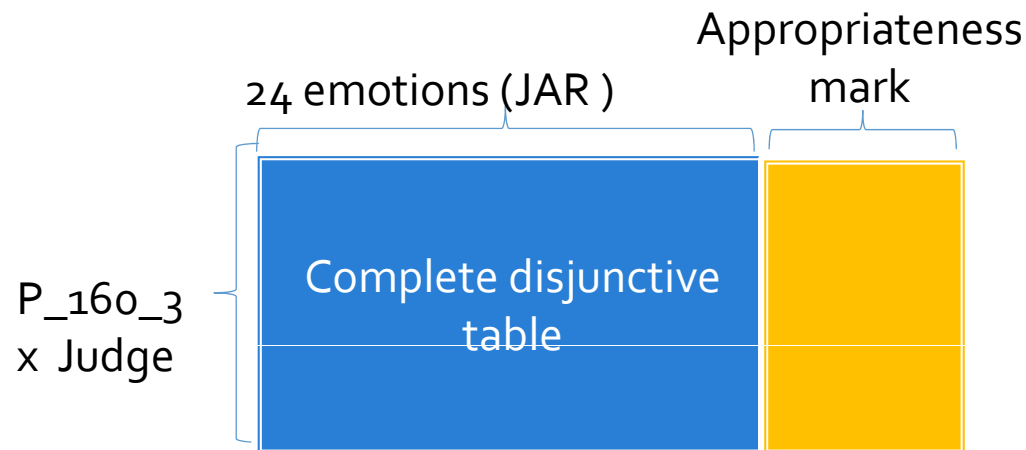 Appropriateness
mark
24 emotions (JAR )
Complete disjunctive
table
P_160_3
x Judge